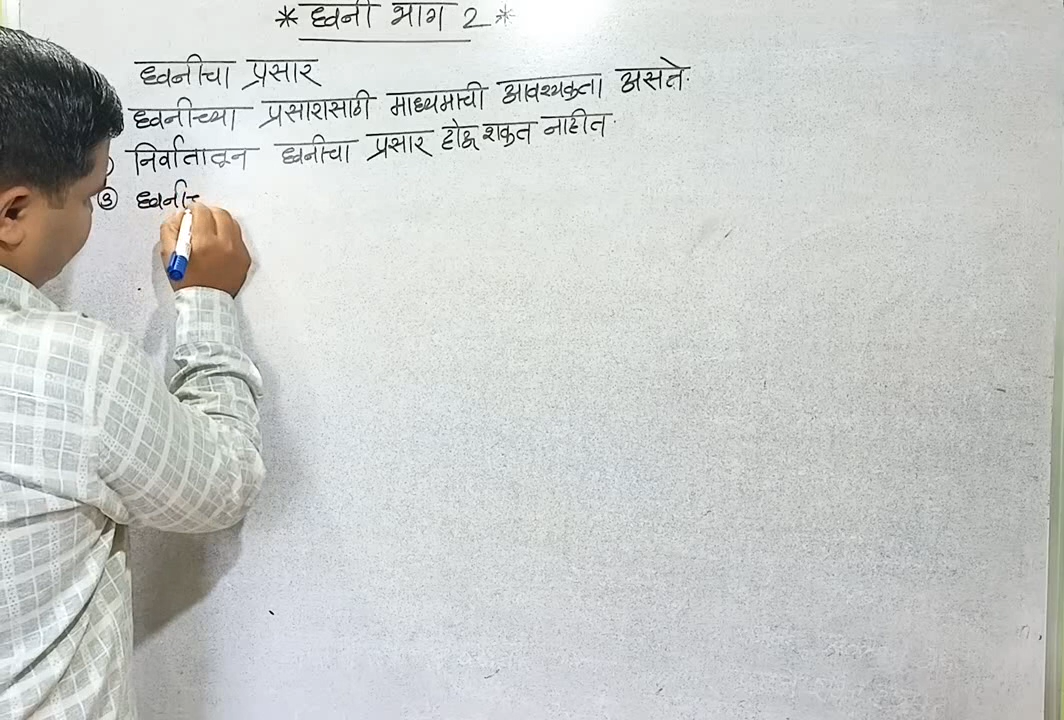 * ध्वनी भाग 2 *
ध्वनीचा प्रसार
ध्वनीच्या प्रसारासाठी माध्यमाची आवश्यकता असते.
निर्वातातून ध्वनीचा प्रसार होऊ शकत नाहीत.
③ ध्वनी